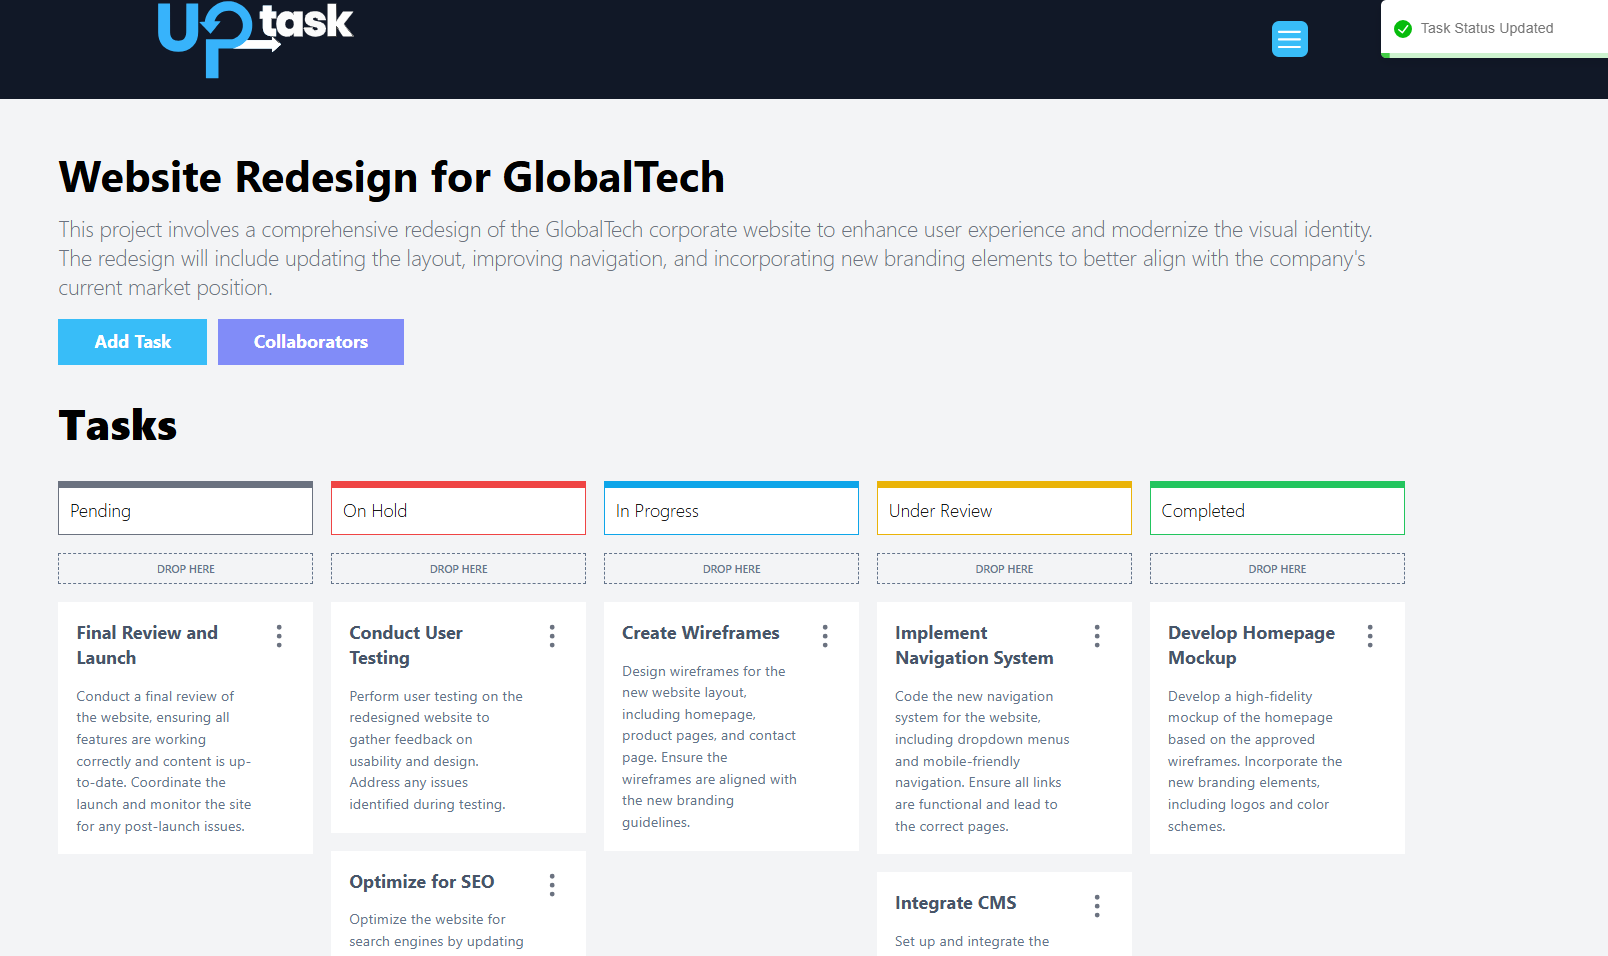 UPtask
Task Status Updated
Website Redesign for GlobalTech
This project involves a comprehensive redesign of the GlobalTech corporate website to enhance user experience and modernize the visual identity.
The redesign will include updating the layout, improving navigation, and incorporating new branding elements to better align with the company's
current market position.
Add Task
Collaborators
Tasks
Pending
DROP HERE
Final Review and
Launch
Conduct a final review of
the website, ensuring all
features are working
correctly and content is up-
to-date. Coordinate the
launch and monitor the site
for any post-launch issues.
On Hold
DROP HERE
Conduct User
Testing
Perform user testing on the
redesigned website to
gather feedback on
usability and design.
Address any issues
identified during testing.
Optimize for SEO
Optimize the website for
search engines by updating
In Progress
DROP HERE
Create Wireframes
Design wireframes for the
new website layout,
including homepage,
product pages, and contact
page. Ensure the
wireframes are aligned with
the new branding
guidelines.
Under Review
DROP HERE
Implement
Navigation System
Code the new navigation
system for the website,
including dropdown menus
and mobile-friendly
navigation. Ensure all links
are functional and lead to
the correct pages.
Integrate CMS
Set up and integrate the
Completed
DROP HERE
Develop Homepage
Mockup
Develop a high-fidelity
mockup of the homepage
based on the approved
wireframes. Incorporate the
new branding elements,
including logos and color
schemes.